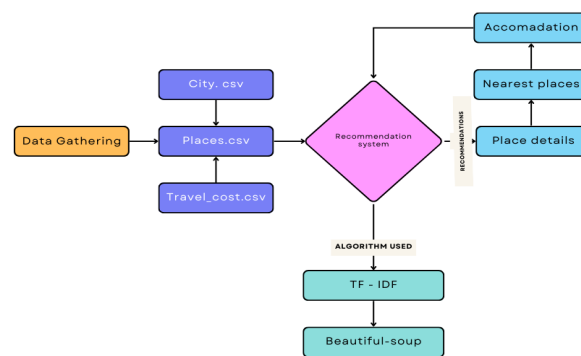 Accomadation
City. csv
Nearest places
Data Gathering
Places.csv
Recommendation
system
RECOMMENDATIONS
Place details
Travel_cost.csv
ALGORITHM USED
TF - IDF
Beautiful-soup